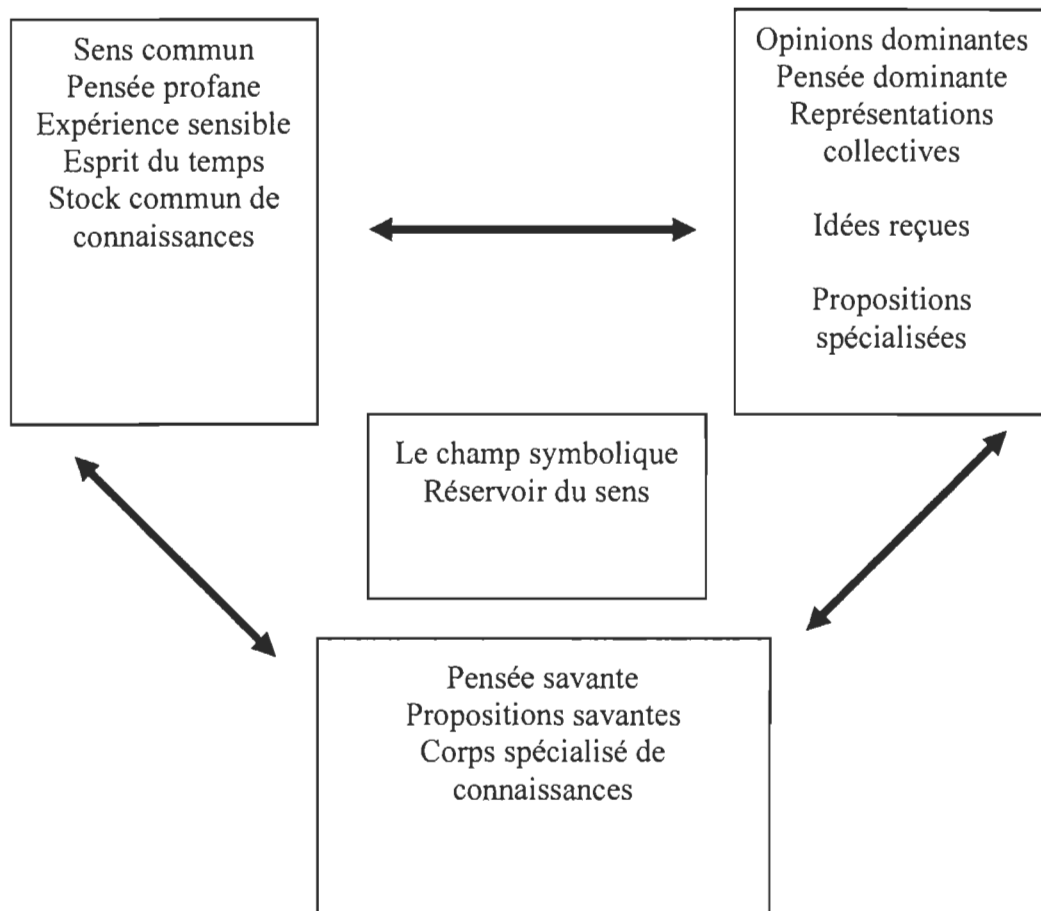 Sens commun
Pensée profane
Expérience sensible
Esprit du temps
Stock commun de
connaissances
Opinions dominantes
Pensée dominante
Représentations
collectives
Idées reçues
Propositions
spécialisées
Le champ symbolique
Réservoir du sens
Pensée savante
Propositions savantes
Corps spécialisé de
connaissances